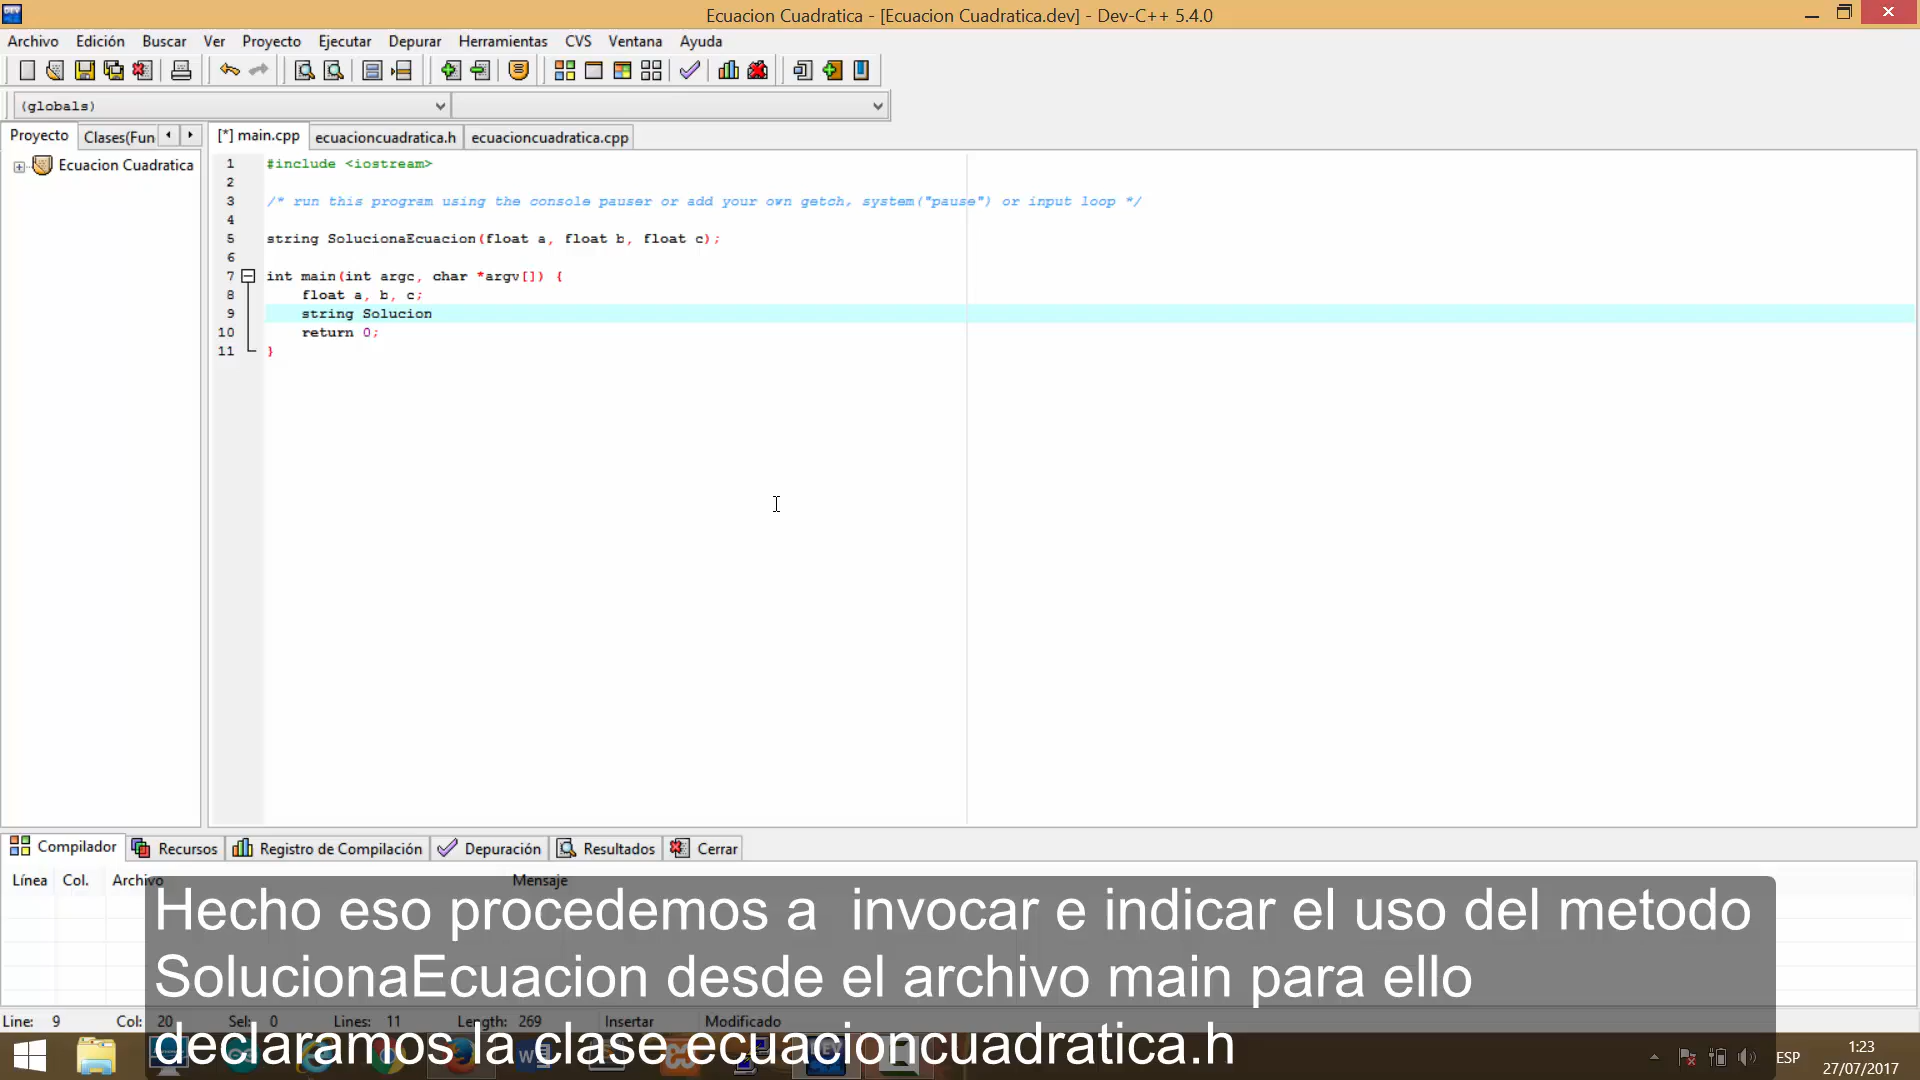 Ecuacion Cuadratica - [Ecuacion Cuadratica.dev] - Dev-C++ 5.4.0
Archivo Edición Buscar Ver Proyecto Ejecutar Depurar Herramientas CVS Ventana Ayuda
(globals)
Proyecto Clases(Fun [*] main.cpp ecuacioncuadratica.h ecuacioncuadratica.cpp
Ecuacion Cuadratica
1 #include <iostream>
2
3 /* run this program using the console pauser or add your own getch, system("pause") or input loop */
4
5 string SolucionaEcuacion(float a, float b, float c);
6
7 int main(int argc, char *argv[]) {
8 float a, b, c;
9 string Solucion
10 return 0;
11 }
Compilador Recursos Registro de Compilación Depuración Resultados Cerrar
Línea Col. Archivo Mensaje
Hecho eso procedemos a invocar e indicar el uso del metodo
SolucionaEcuacion desde el archivo main para ello
declaramos la clase ecuacioncuadratica.h
Line: 9 Col: 20 Sel: 0 Lines: 11 Length: 269 Insertar Modificado
ESP
1:23
27/07/2017